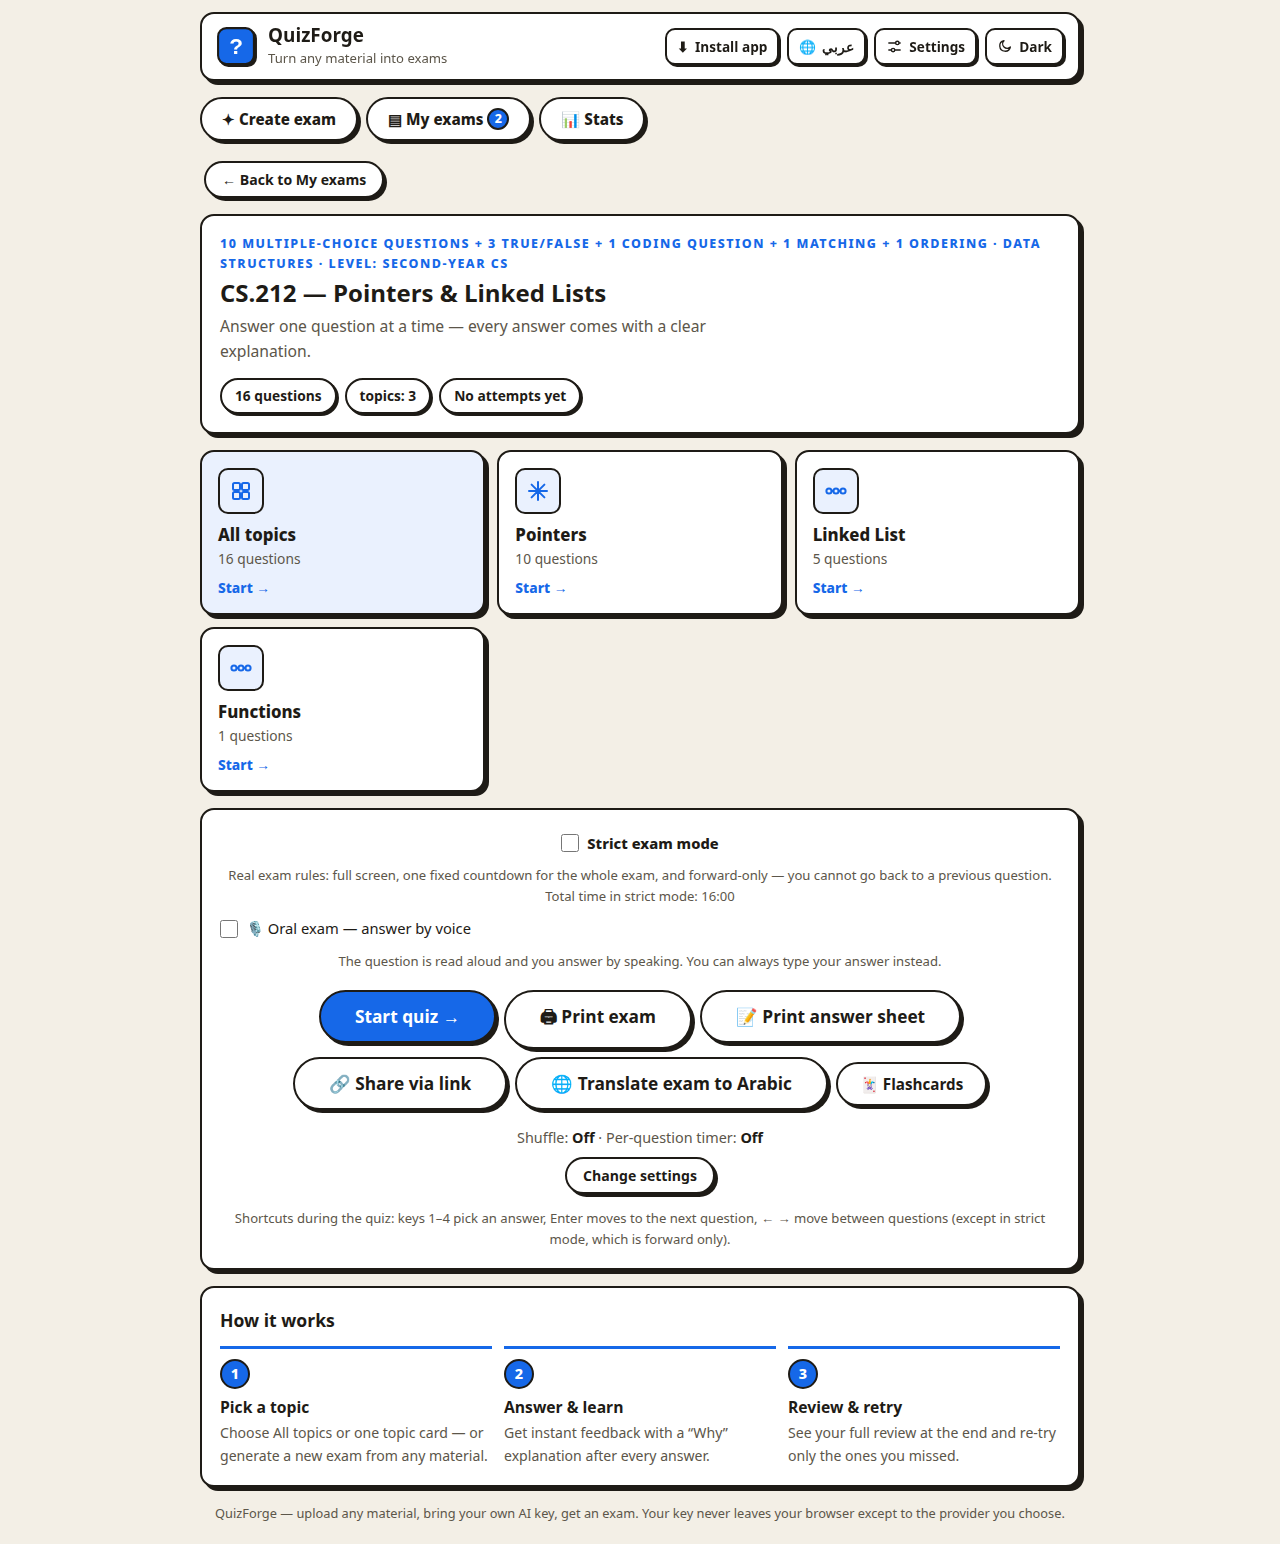 ?
QuizForge
Turn any material into exams
⬇ Install app
🌐 عربي
Settings
Dark
✦ Create exam
▤ My exams 2
📊 Stats
← Back to My exams
10 MULTIPLE-CHOICE QUESTIONS + 3 TRUE/FALSE + 1 CODING QUESTION + 1 MATCHING + 1 ORDERING · DATA
STRUCTURES · LEVEL: SECOND-YEAR CS
CS.212 — Pointers & Linked Lists
Answer one question at a time — every answer comes with a clear
explanation.
16 questions
topics: 3
No attempts yet
All topics
16 questions
Start →
Pointers
10 questions
Start →
Linked List
5 questions
Start →
Functions
1 questions
Start →
Strict exam mode
Real exam rules: full screen, one fixed countdown for the whole exam, and forward-only — you cannot go back to a previous question.
Total time in strict mode: 16:00
🎙️ Oral exam — answer by voice
The question is read aloud and you answer by speaking. You can always type your answer instead.
Start quiz →
🖨 Print exam
📝 Print answer sheet
🔗 Share via link
🌐 Translate exam to Arabic
🃏 Flashcards
Shuffle: Off · Per-question timer: Off
Change settings
Shortcuts during the quiz: keys 1–4 pick an answer, Enter moves to the next question, ← → move between questions (except in strict
mode, which is forward only).
How it works
1
Pick a topic
Choose All topics or one topic card — or
generate a new exam from any material.
2
Answer & learn
Get instant feedback with a “Why”
explanation after every answer.
3
Review & retry
See your full review at the end and re-try
only the ones you missed.
QuizForge — upload any material, bring your own AI key, get an exam. Your key never leaves your browser except to the provider you choose.